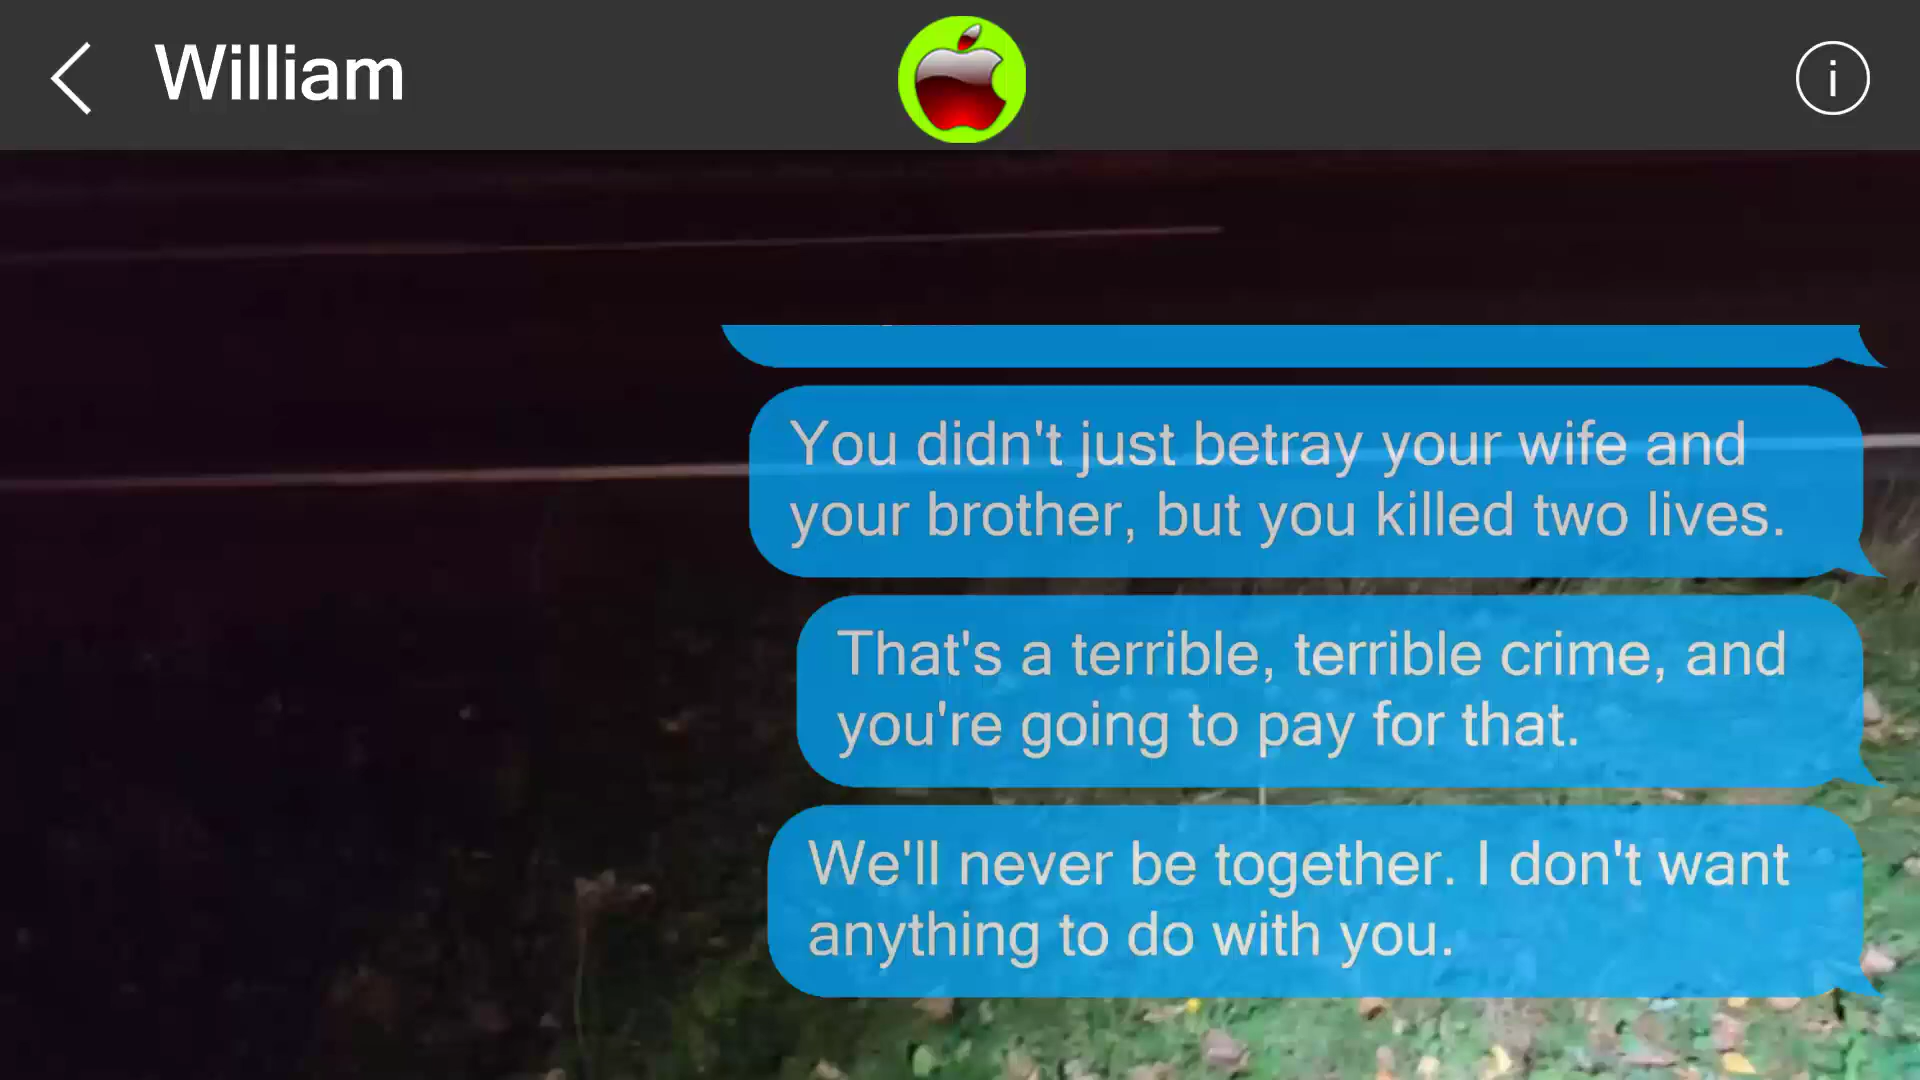 William
i
You didn't just betray your wife and
your brother, but you killed two lives.
That's a terrible, terrible crime, and
you're going to pay for that.
We'll never be together. I don't want
anything to do with you.